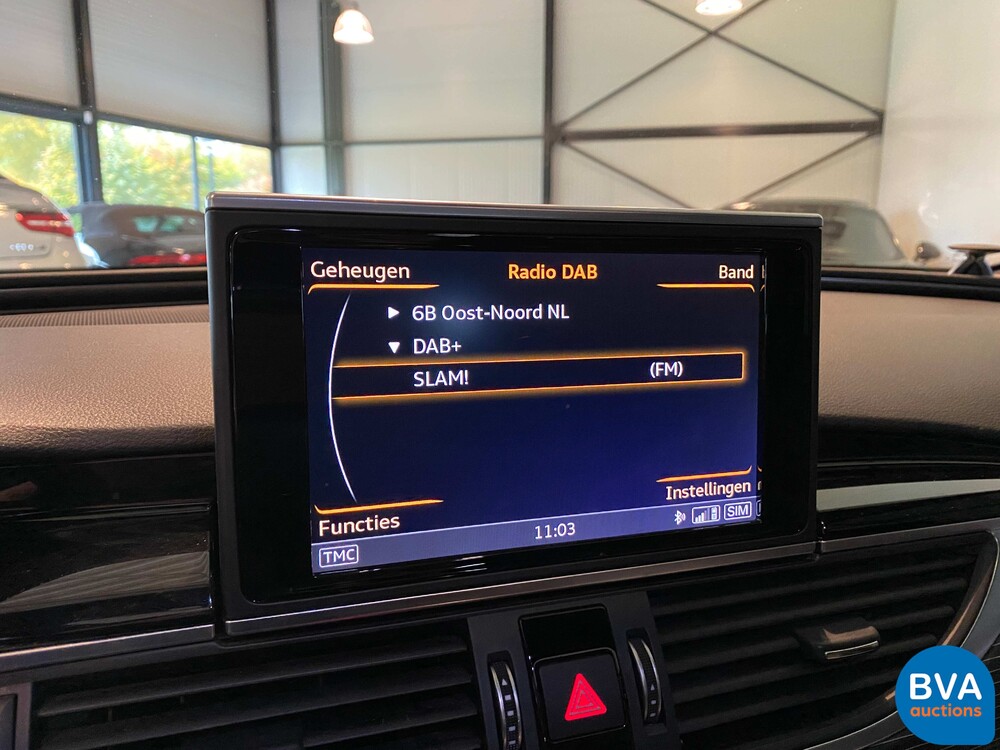 Geheugen Radio DAB Band
6B Oost-Noord NL
DAB+
SLAM! (FM)
Instellingen
Functies
TMC 11:03 SIM
BVA
auctions